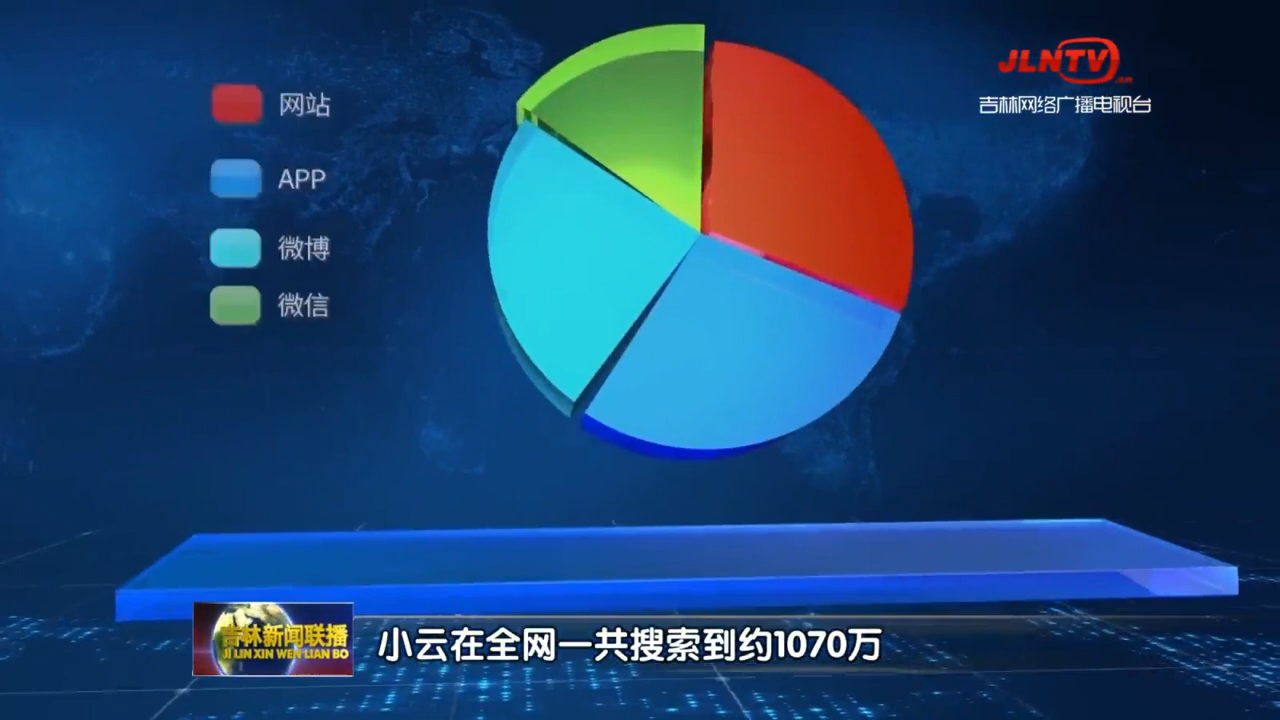 网站
APP
微博
微信
JLNTV
吉林网络广播电视台
吉林新闻联播
JI LIN XIN WEN LIAN BO
小云在全网一共搜索到约1070万